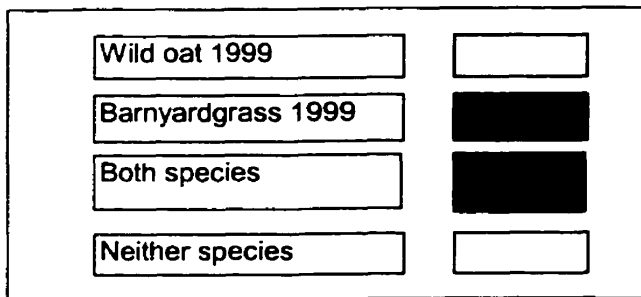 Wild oat 1999
Barnyardgrass 1999
Both species
Neither species